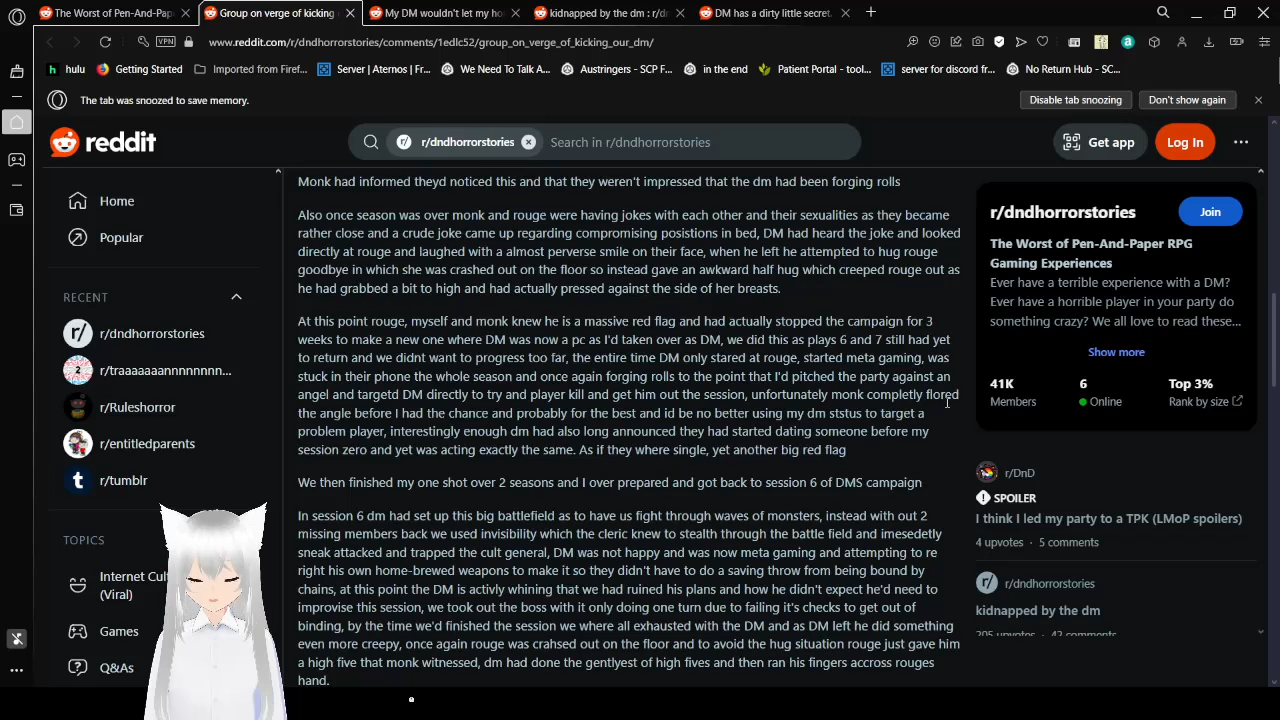 The Worst of Pen-And-Pap
Group on verge of kicking
My DM wouldn't let my ho
kidnapped by the dm : r/d
DM has a dirty little secret
VPN
www.reddit.com/r/dndhorrorstories/comments/1edlc52/group_on_verge_of_kicking_our_dm/
hulu
Getting Started
Imported from Firef...
Server | Aternos | Fr...
We Need To Talk A...
Austringers - SCP F...
in the end
Patient Portal - tool...
server for discord fr...
No Return Hub - SC...
The tab was snoozed to save memory.
Disable tab snoozing
Don't show again
reddit
r/dndhorrorstories
Search in r/dndhorrorstories
Get app
Log In
Home
Popular
RECENT
r/dndhorrorstories
r/traaaaaaannnnnnnn...
r/Ruleshorror
r/entitledparents
r/tumblr
TOPICS
Internet Cul
(Viral)
Games
Q&As
Monk had informed theyd noticed this and that they weren't impressed that the dm had been forging rolls
Also once season was over monk and rouge were having jokes with each other and their sexualities as they became
rather close and a crude joke came up regarding compromising posistions in bed, DM had heard the joke and looked
directly at rouge and laughed with a almost perverse smile on their face, when he left he attempted to hug rouge
goodbye in which she was crashed out on the floor so instead gave an awkward half hug which creeped rouge out as
he had grabbed a bit to high and had actually pressed against the side of her breasts.
At this point rouge, myself and monk knew he is a massive red flag and had actually stopped the campaign for 3
weeks to make a new one where DM was now a pc as I'd taken over as DM, we did this as plays 6 and 7 still had yet
to return and we didnt want to progress too far, the entire time DM only stared at rouge, started meta gaming, was
stuck in their phone the whole season and once again forging rolls to the point that I'd pitched the party against an
angel and targetd DM directly to try and player kill and get him out the session, unfortunately monk completly flored
the angle before I had the chance and probably for the best and id be no better using my dm ststus to target a
problem player, interestingly enough dm had also long announced they had started dating someone before my
session zero and yet was acting exactly the same. As if they where single, yet another big red flag
We then finished my one shot over 2 seasons and I over prepared and got back to session 6 of DMS campaign
In session 6 dm had set up this big battlefield as to have us fight through waves of monsters, instead with out 2
missing members back we used invisibility which the cleric knew to stealth through the battle field and imesedetly
sneak attacked and trapped the cult general, DM was not happy and was now meta gaming and attempting to re
right his own home-brewed weapons to make it so they didn't have to do a saving throw from being bound by
chains, at this point the DM is activly whining that we had ruined his plans and how he didn't expect he'd need to
improvise this session, we took out the boss with it only doing one turn due to failing it's checks to get out of
binding, by the time we'd finished the session we where all exhausted with the DM and as DM left he did something
even more creepy, once again rouge was crahsed out on the floor and to avoid the hug situation rouge just gave him
a high five that monk witnessed, dm had done the gentlyest of high fives and then ran his fingers accross rouges
hand.
r/dndhorrorstories
Join
The Worst of Pen-And-Paper RPG
Gaming Experiences
Ever have a terrible experience with a DM?
Ever have a horrible player in your party do
something crazy? We all love to read these...
Show more
41K
Members
6
Online
Top 3%
Rank by size
r/DnD
SPOILER
I think I led my party to a TPK (LMoP spoilers)
4 upvotes · 5 comments
r/dndhorrorstories
kidnapped by the dm
205 upvotes · 42 comments